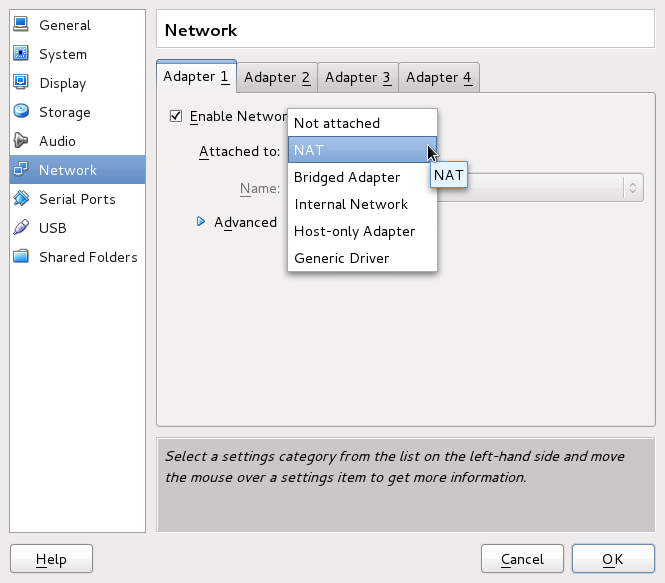 General
System
Display
Storage
Audio
Network
Serial Ports
USB
Shared Folders
Network
Adapter 1
Adapter 2
Adapter 3
Adapter 4
Enable
Attached to:
Name:
Advanced
Not attached
NAT
Bridged Adapter
Internal Network
Host-only Adapter
Generic Driver
NAT
Select a settings category from the list on the left-hand side and move
the mouse over a settings item to get more information.
Help
Cancel
OK